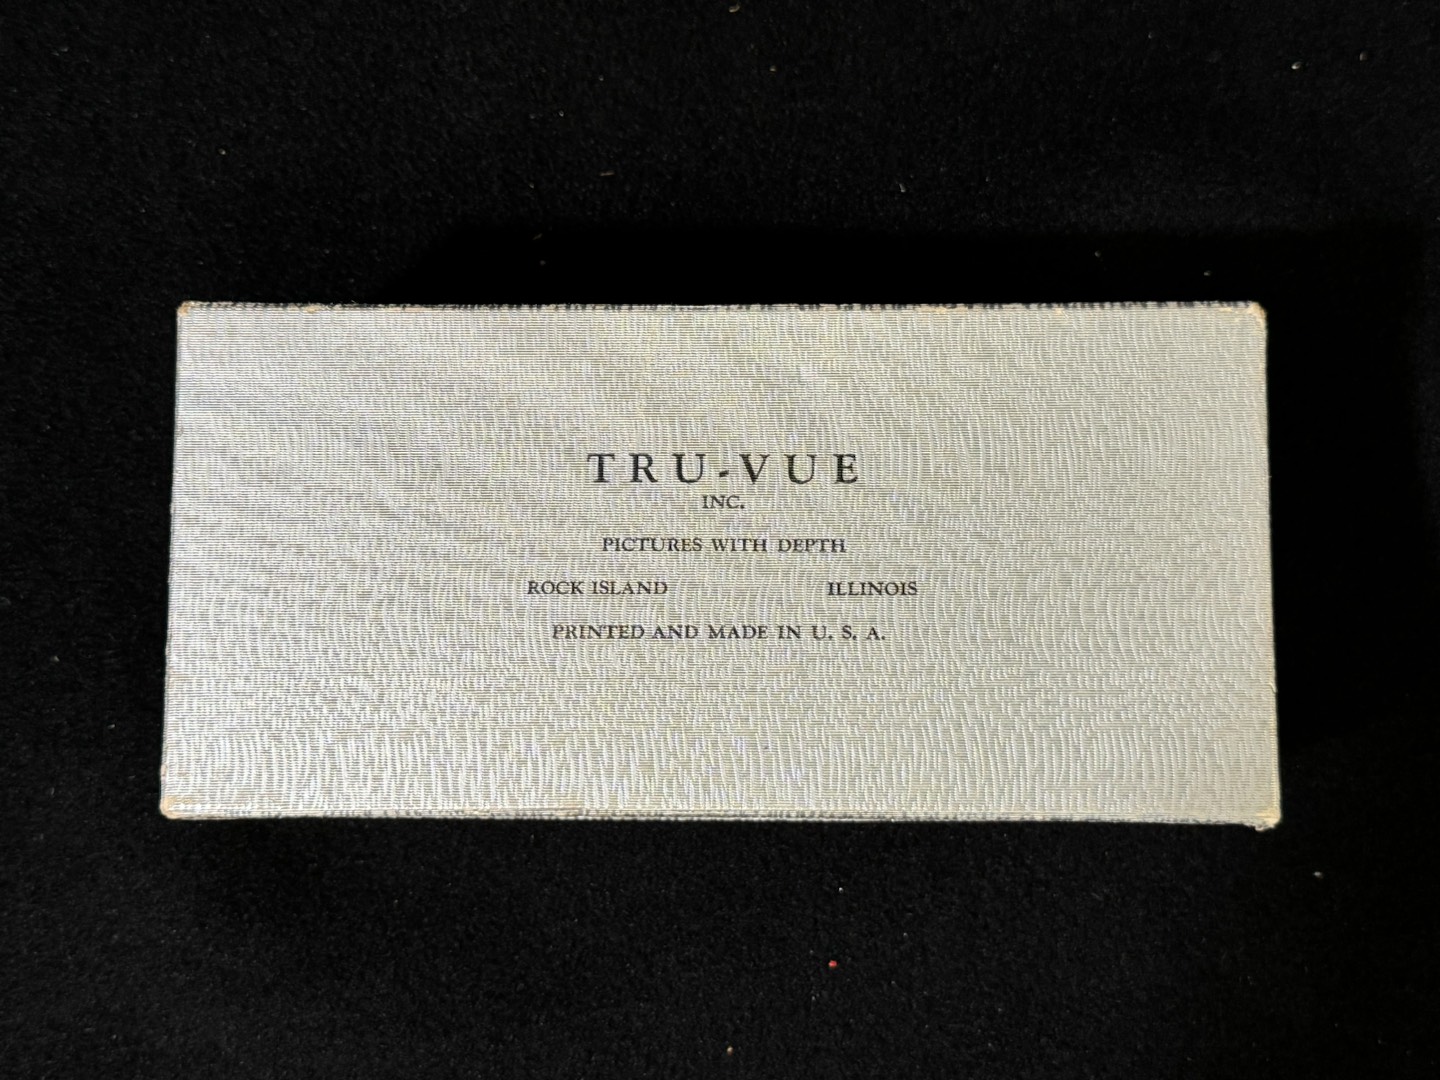 TRU-VUE
INC.
PICTURES WITH DEPTH
ROCK ISLAND ILLINOIS
PRINTED AND MADE IN U. S. A.